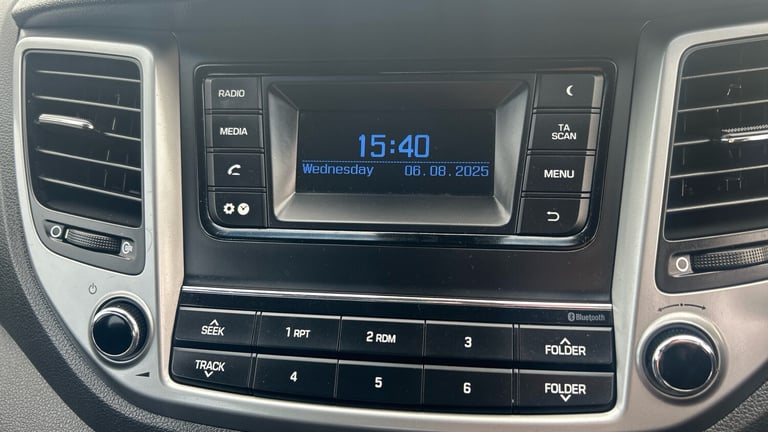 RADIO
MEDIA
15:40
Wednesday 06.08.2025
TA
SCAN
MENU
Bluetooth
SEEK
1 RPT
2 RDM
3
FOLDER
TRACK
4
5
6
FOLDER